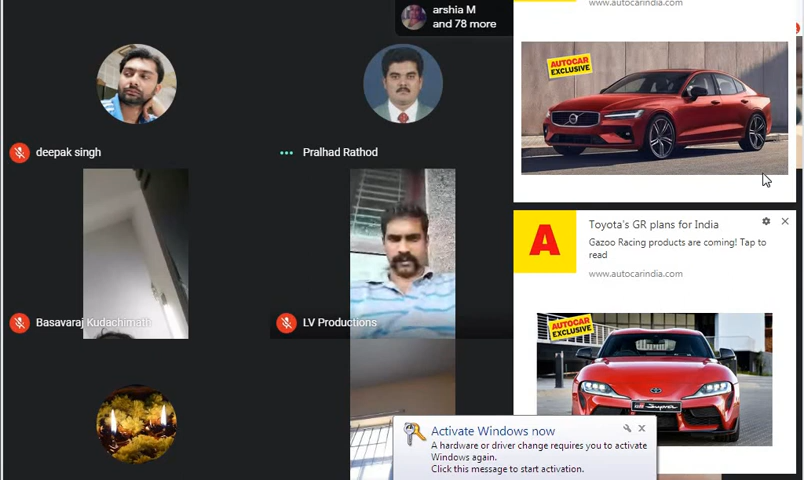 arshia M
and 78 more
www.autocarindia.com
AUTOCAR
EXCLUSIVE
deepak singh
Pralhad Rathod
A
Toyota's GR plans for India
Gazoo Racing products are coming! Tap to
read
www.autocarindia.com
Basavaraj Kudachimath
LV Productions
AUTOCAR
EXCLUSIVE
Supra
Activate Windows now
A hardware or driver change requires you to activate
Windows again.
Click this message to start activation.